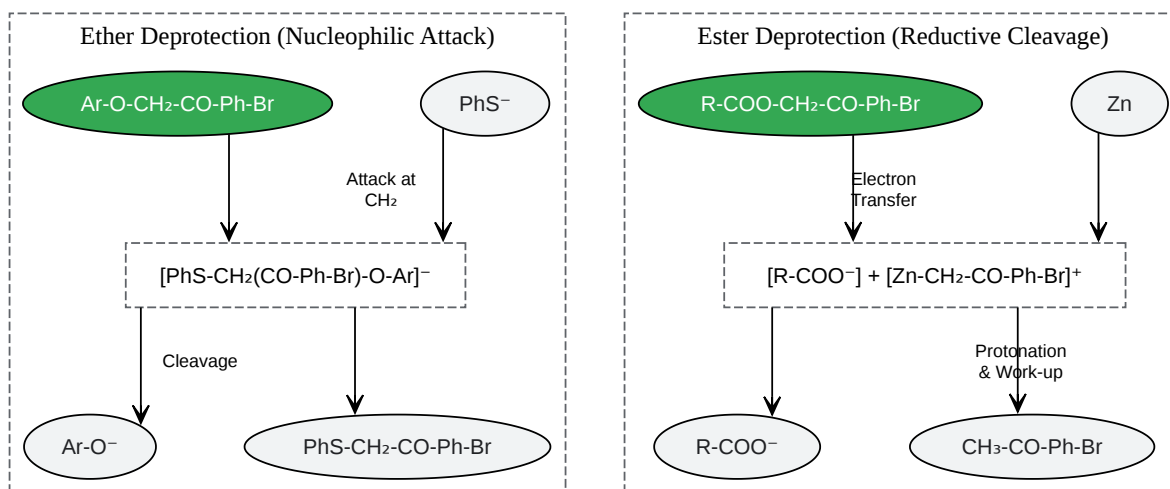 Ether Deprotection (Nucleophilic Attack)
Ar-O-CH₂-CO-Ph-Br
PhS⁻
Attack at
CH₂
[PhS-CH₂(CO-Ph-Br)-O-Ar]⁻
Cleavage
Ar-O⁻
PhS-CH₂-CO-Ph-Br
Ester Deprotection (Reductive Cleavage)
R-COO-CH₂-CO-Ph-Br
Zn
Electron
Transfer
[R-COO⁻] + [Zn-CH₂-CO-Ph-Br]⁺
Protonation
& Work-up
R-COO⁻
CH₃-CO-Ph-Br